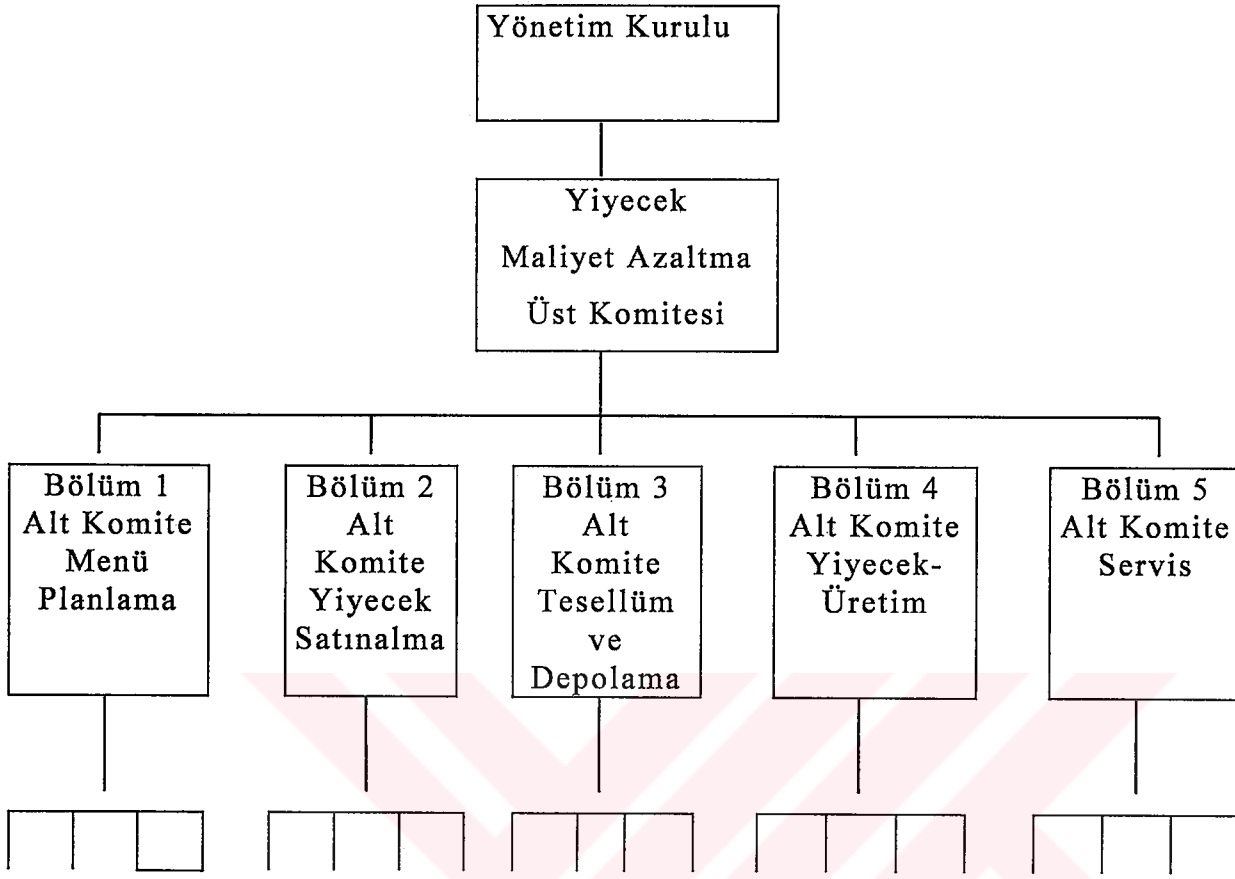 Yönetim Kurulu
Yiyecek
Maliyet Azaltma
Üst Komitesi
Bölüm 1
Alt Komite
Menü
Planlama
Bölüm 2
Alt
Komite
Yiyecek
Satınalma
Bölüm 3
Alt
Komite
Tesellüm
ve
Depolama
Bölüm 4
Alt Komite
Yiyecek-
Üretim
Bölüm 5
Alt Komite
Servis